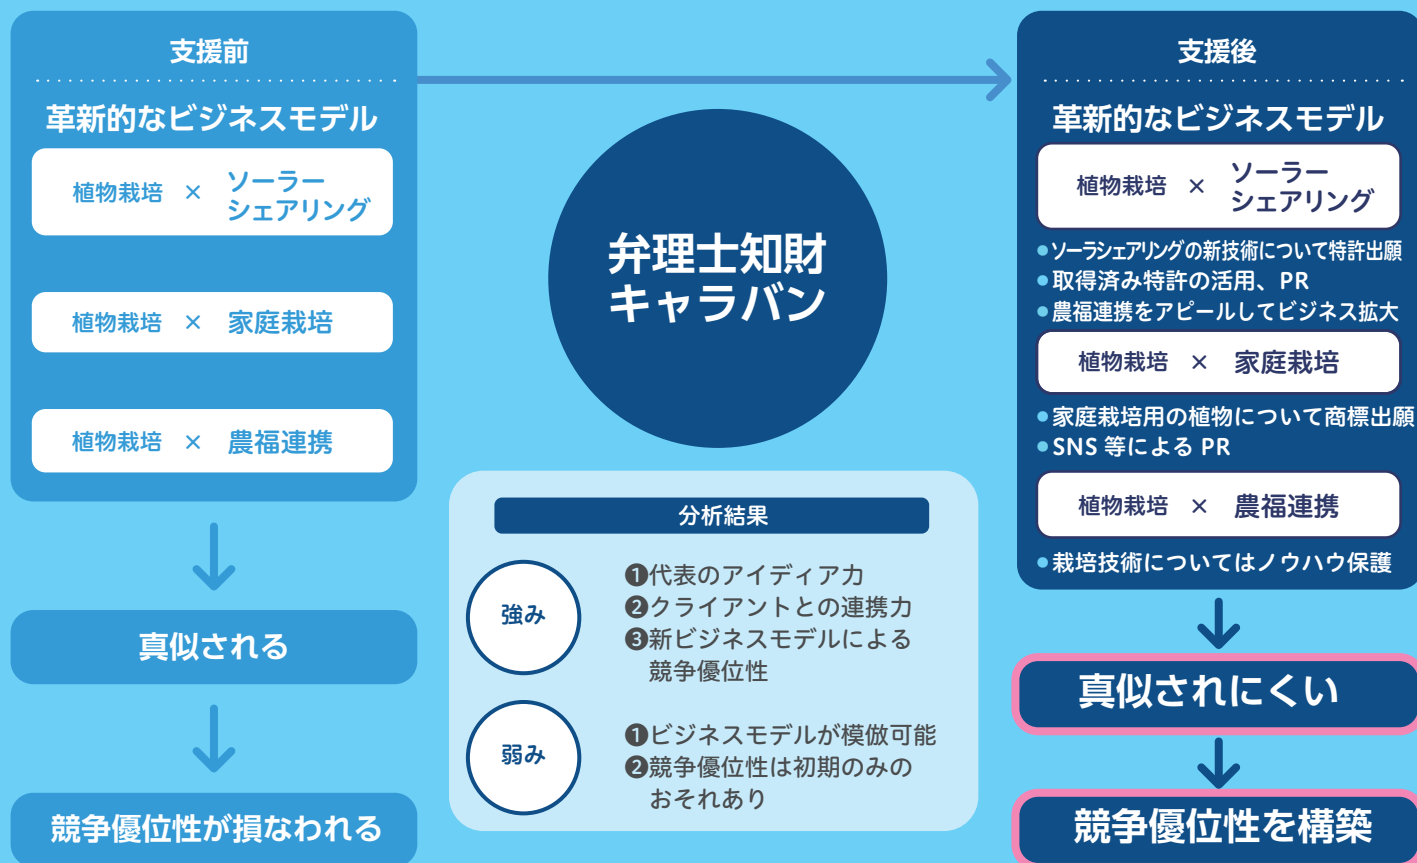 支援前
革新的なビジネスモデル
植物栽培 × ソーラー
シェアリング
植物栽培 × 家庭栽培
植物栽培 × 農福連携
真似される
競争優位性が損なわれる
弁理士知財
キャラバン
分析結果
強み
❶代表のアイディア力
❷クライアントとの連携力
❸新ビジネスモデルによる
競争優位性
弱み
❶ビジネスモデルが模倣可能
❷競争優位性は初期のみの
おそれあり
支援後
革新的なビジネスモデル
植物栽培 × ソーラー
シェアリング
●ソーラシェアリングの新技術について特許出願
●取得済み特許の活用、PR
●農福連携をアピールしてビジネス拡大
植物栽培 × 家庭栽培
●家庭栽培用の植物について商標出願
●SNS 等による PR
植物栽培 × 農福連携
●栽培技術についてはノウハウ保護
真似されにくい
競争優位性を構築